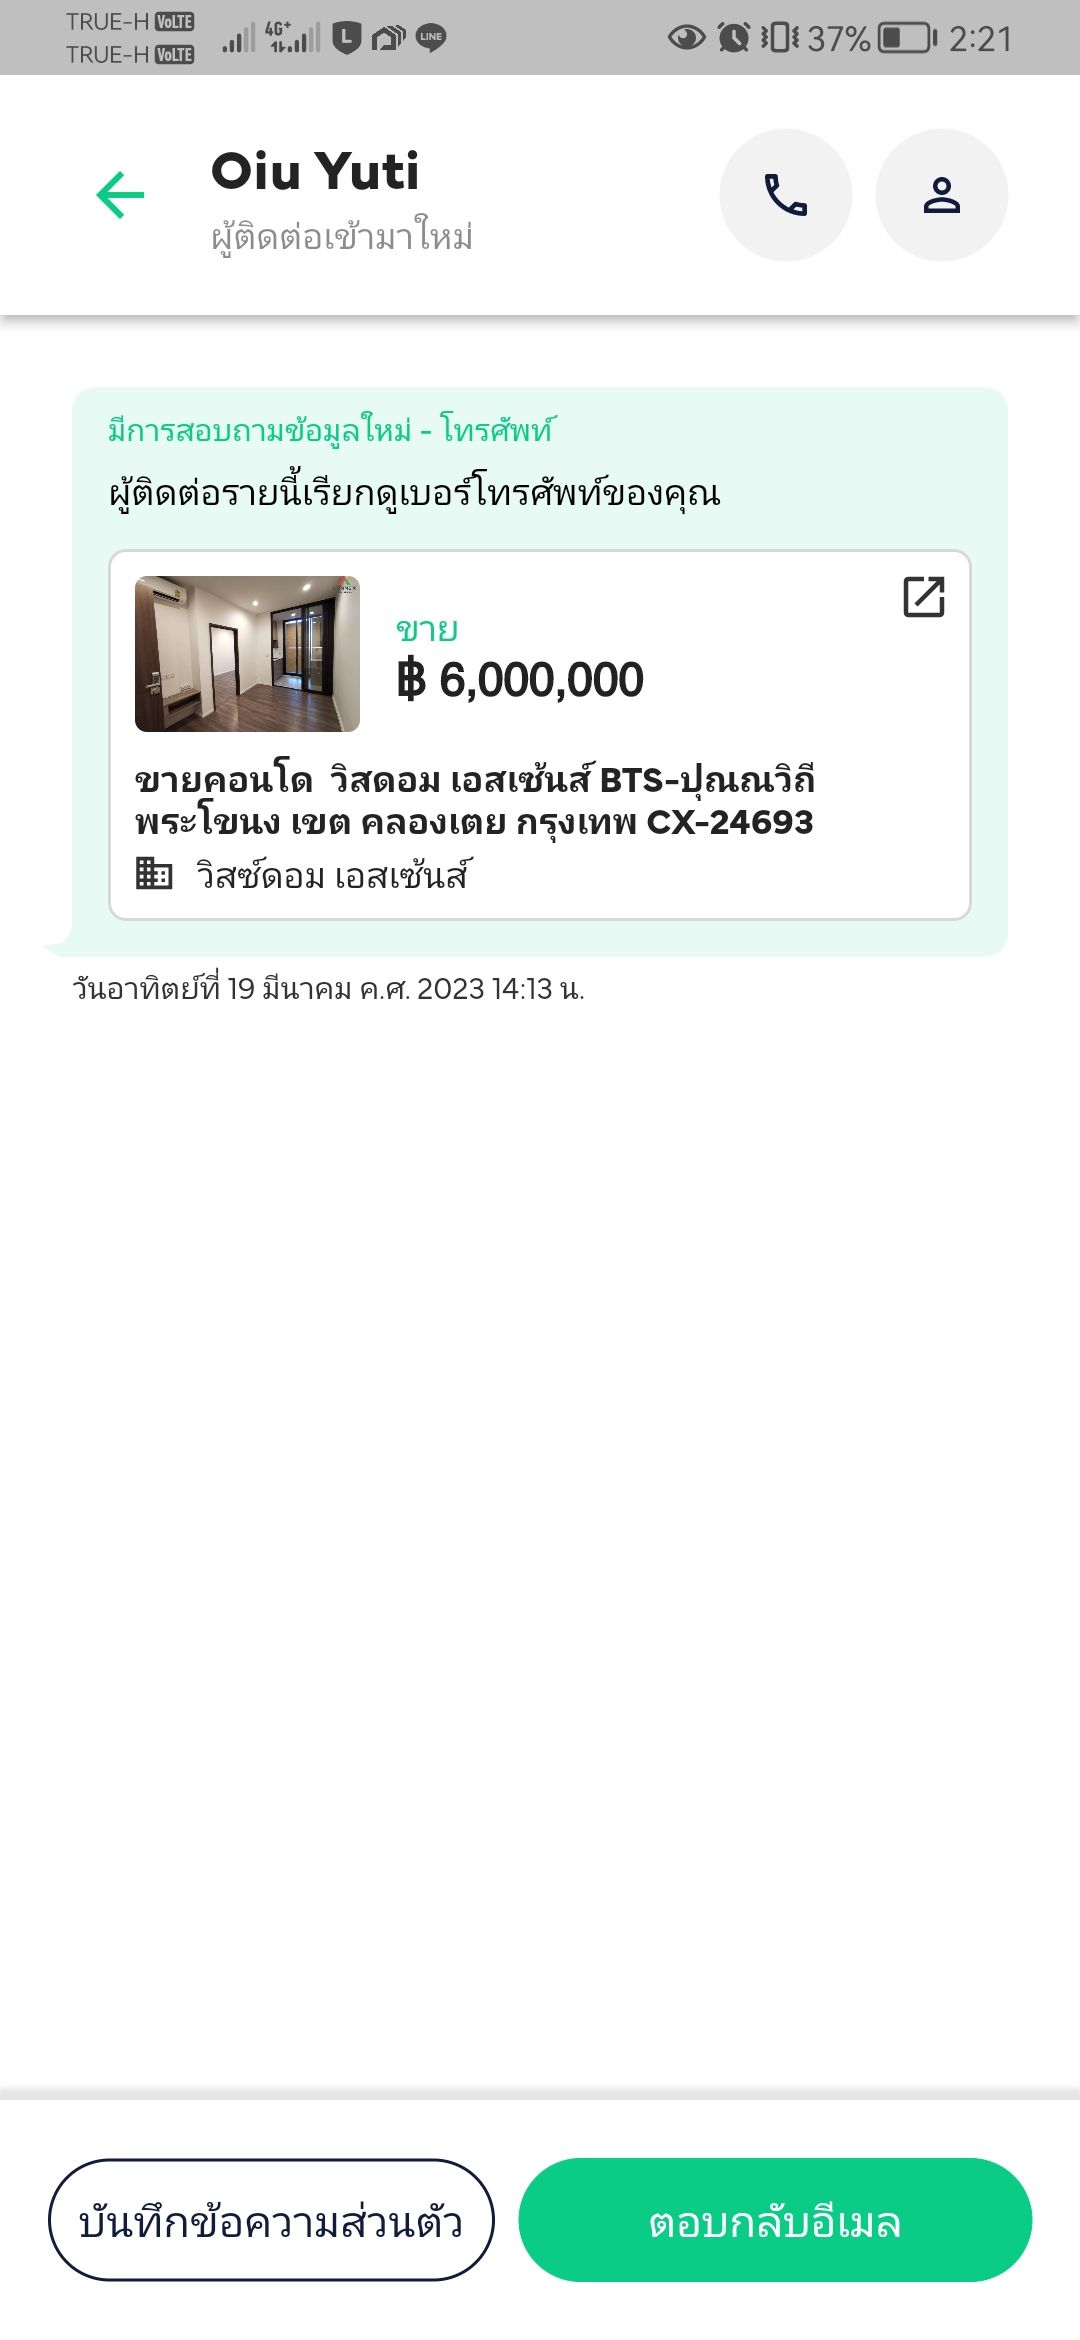 TRUE-H VoLTE
TRUE-H VoLTE
4G+
L
LINE
37%
2:21
Oiu Yuti
ผู้ติดต่อเข้ามาใหม่
มีการสอบถามข้อมูลใหม่ - โทรศัพท์
ผู้ติดต่อรายนี้เรียกดูเบอร์โทรศัพท์ของคุณ
ขาย
฿ 6,000,000
ขายคอนโด  วิสดอม เอสเซ้นส์ BTS-ปุณณวิถี
พระโขนง เขต คลองเตย กรุงเทพ CX-24693
วิสซ์ดอม เอสเซ้นส์
วันอาทิตย์ที่ 19 มีนาคม ค.ศ. 2023 14:13 น.
บันทึกข้อความส่วนตัว
ตอบกลับอีเมล